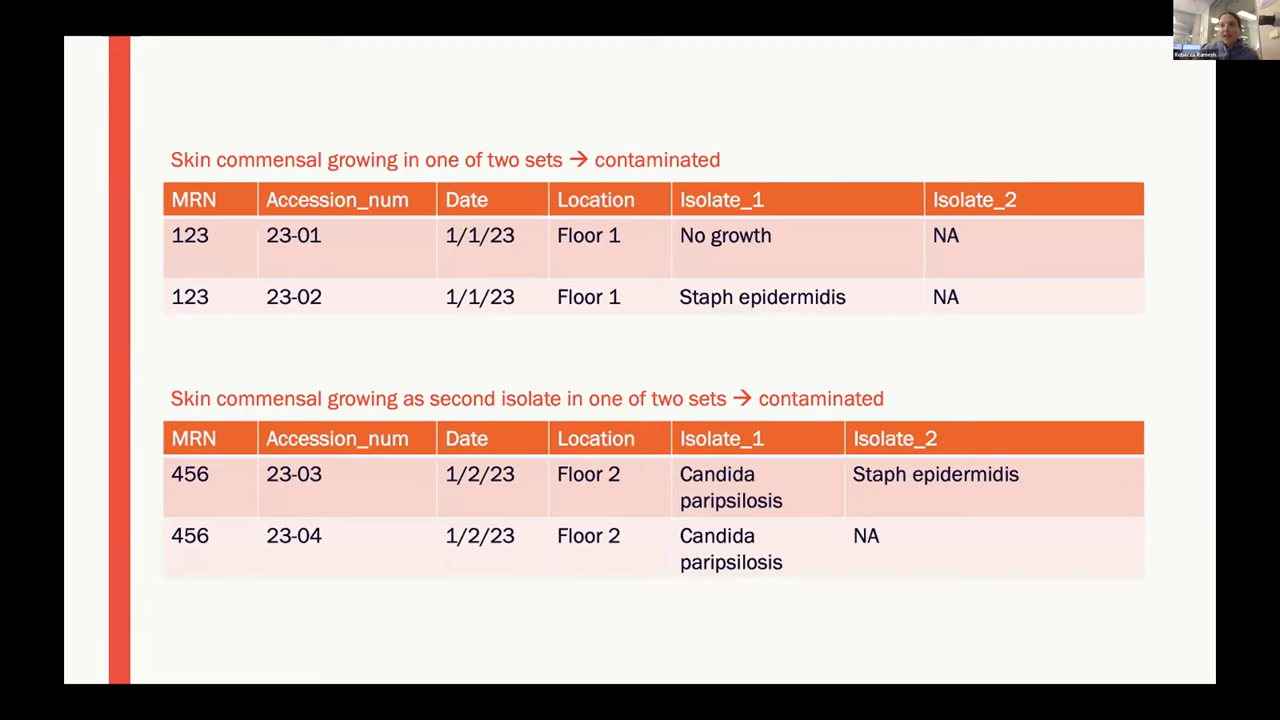 Rebecca Ramesh
Skin commensal growing in one of two sets → contaminated
MRN Accession_num Date Location Isolate_1 Isolate_2
123 23-01 1/1/23 Floor 1 No growth NA
123 23-02 1/1/23 Floor 1 Staph epidermidis NA
Skin commensal growing as second isolate in one of two sets → contaminated
MRN Accession_num Date Location Isolate_1 Isolate_2
456 23-03 1/2/23 Floor 2 Candida Staph epidermidis
paripsilosis
456 23-04 1/2/23 Floor 2 Candida NA
paripsilosis